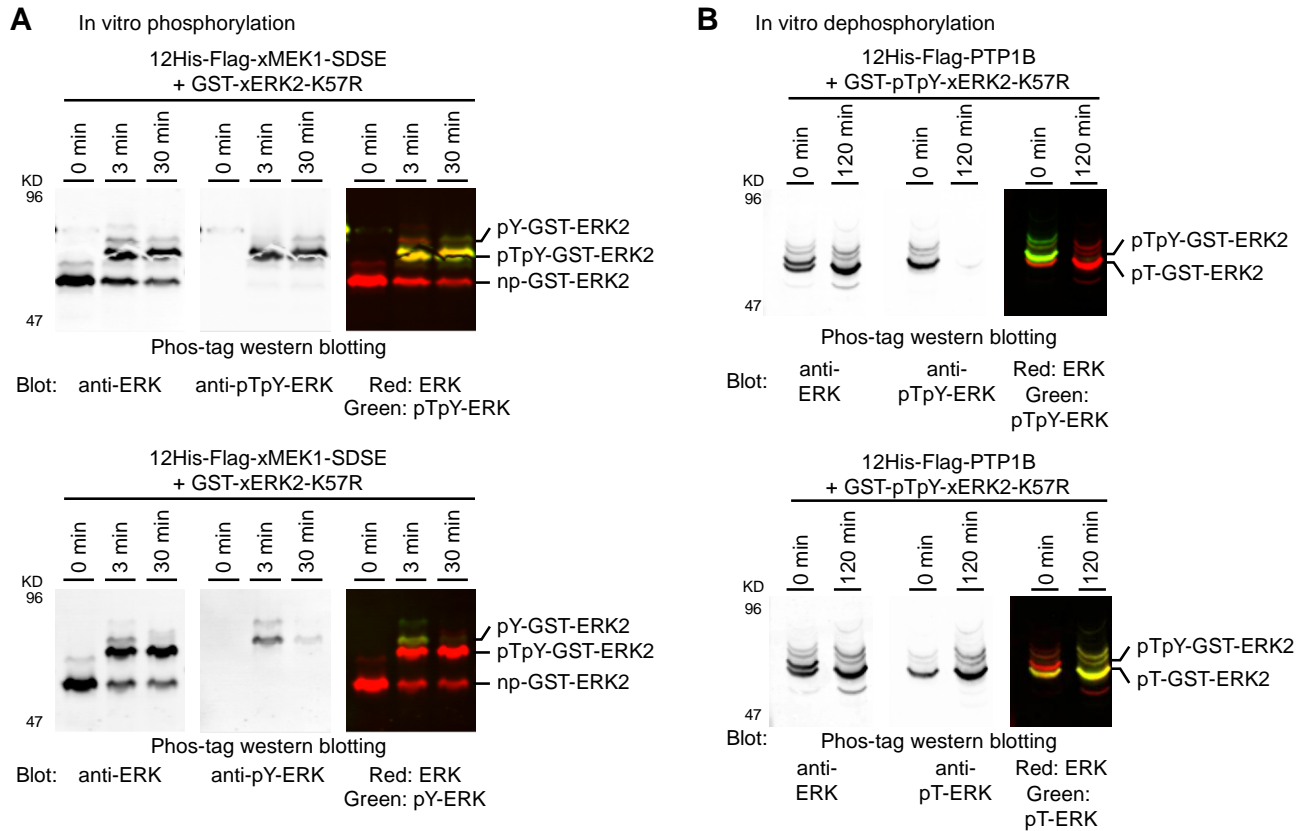 A In vitro phosphorylation
12His-Flag-xMEK1-SDSE
+ GST-xERK2-K57R
0 min 3 min 30 min 0 min 3 min 30 min 0 min 3 min 30 min
KD
96
47
pY-GST-ERK2
pTpY-GST-ERK2
np-GST-ERK2
Phos-tag western blotting
Blot: anti-ERK anti-pTpY-ERK Red: ERK
Green: pTpY-ERK
12His-Flag-xMEK1-SDSE
+ GST-xERK2-K57R
0 min 3 min 30 min 0 min 3 min 30 min 0 min 3 min 30 min
KD
96
47
pY-GST-ERK2
pTpY-GST-ERK2
np-GST-ERK2
Phos-tag western blotting
Blot: anti-ERK anti-pY-ERK Red: ERK
Green: pY-ERK
B In vitro dephosphorylation
12His-Flag-PTP1B
+ GST-pTpY-xERK2-K57R
0 min 120 min 0 min 120 min 0 min 120 min
KD
96
47
pTpY-GST-ERK2
pT-GST-ERK2
Phos-tag western blotting
Blot: anti-ERK anti-pTpY-ERK Red: ERK
Green:
pTpY-ERK
12His-Flag-PTP1B
+ GST-pTpY-xERK2-K57R
0 min 120 min 0 min 120 min 0 min 120 min
KD
96
47
pTpY-GST-ERK2
pT-GST-ERK2
Blot: Phos-tag western blotting
anti- anti- Red: ERK
ERK pT-ERK Green:
pT-ERK